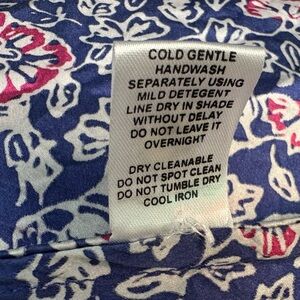 COLD GENTLE
HANDWASH
SEPARATELY USING
MILD DETEGENT
LINE DRY IN SHADE
WITHOUT DELAY
DO NOT LEAVE IT
OVERNIGHT
DRY CLEANABLE
DO NOT SPOT CLEAN
DO NOT TUMBLE DRY
COOL IRON